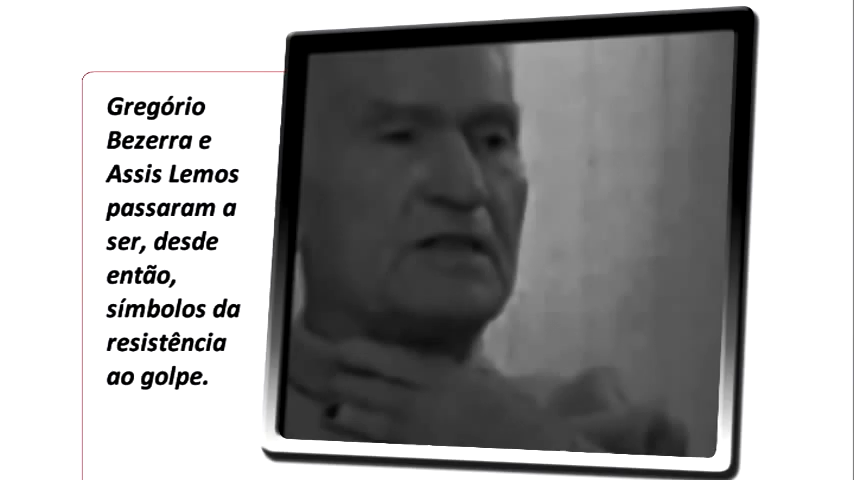 Gregório
Bezerra e
Assis Lemos
passaram a
ser, desde
então,
símbolos da
resistência
ao golpe.